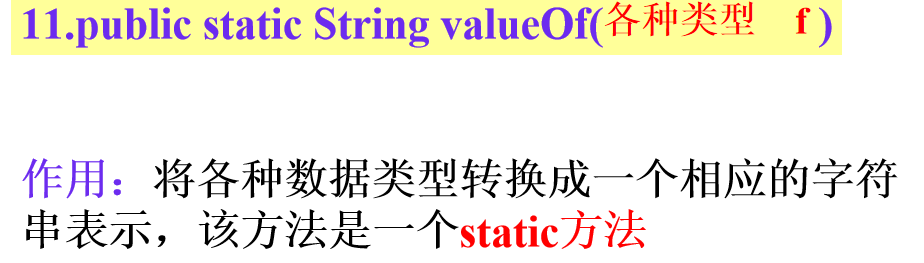 11.public static String valueOf(各种类型 f )
作用：将各种数据类型转换成一个相应的字符
串表示，该方法是一个static方法